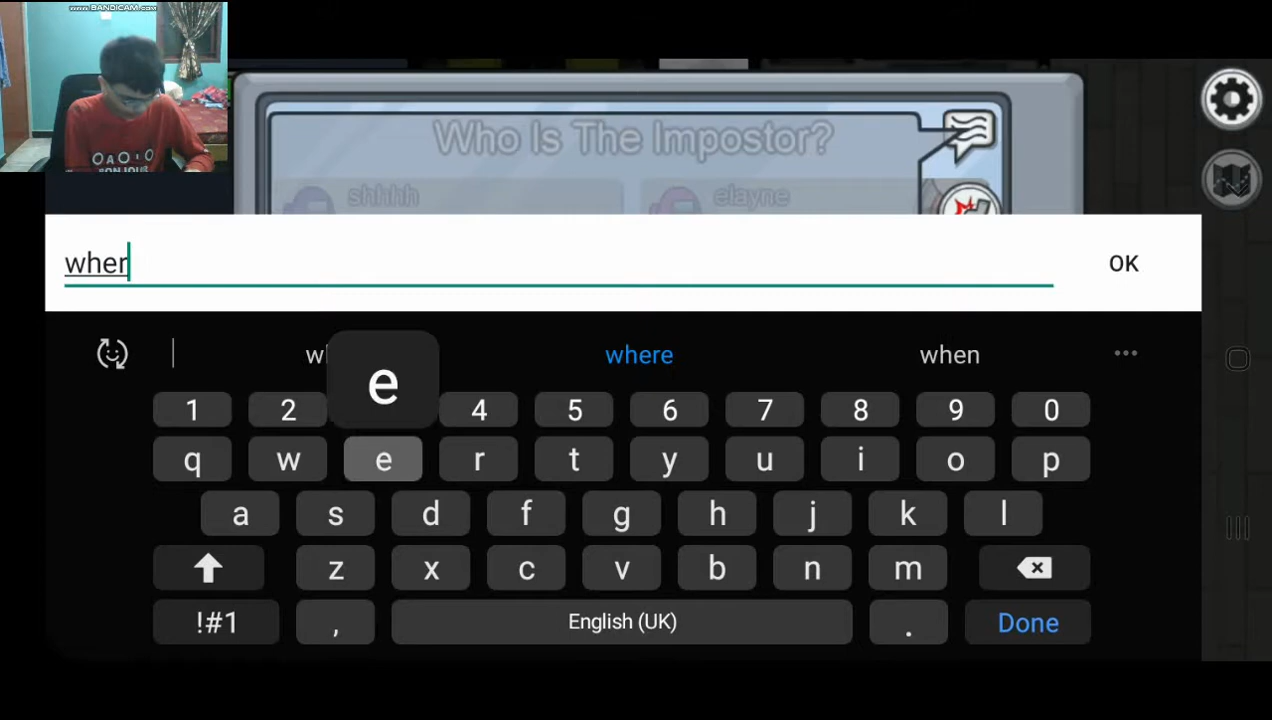 www.BANDICAM.com
Who Is The Impostor?
shhhh elayne
wher
OK
where when
e
1 2 4 5 6 7 8 9 0
q w e r t y u i o p
a s d f g h j k l
z x c v b n m
!#1 , English (UK) . Done